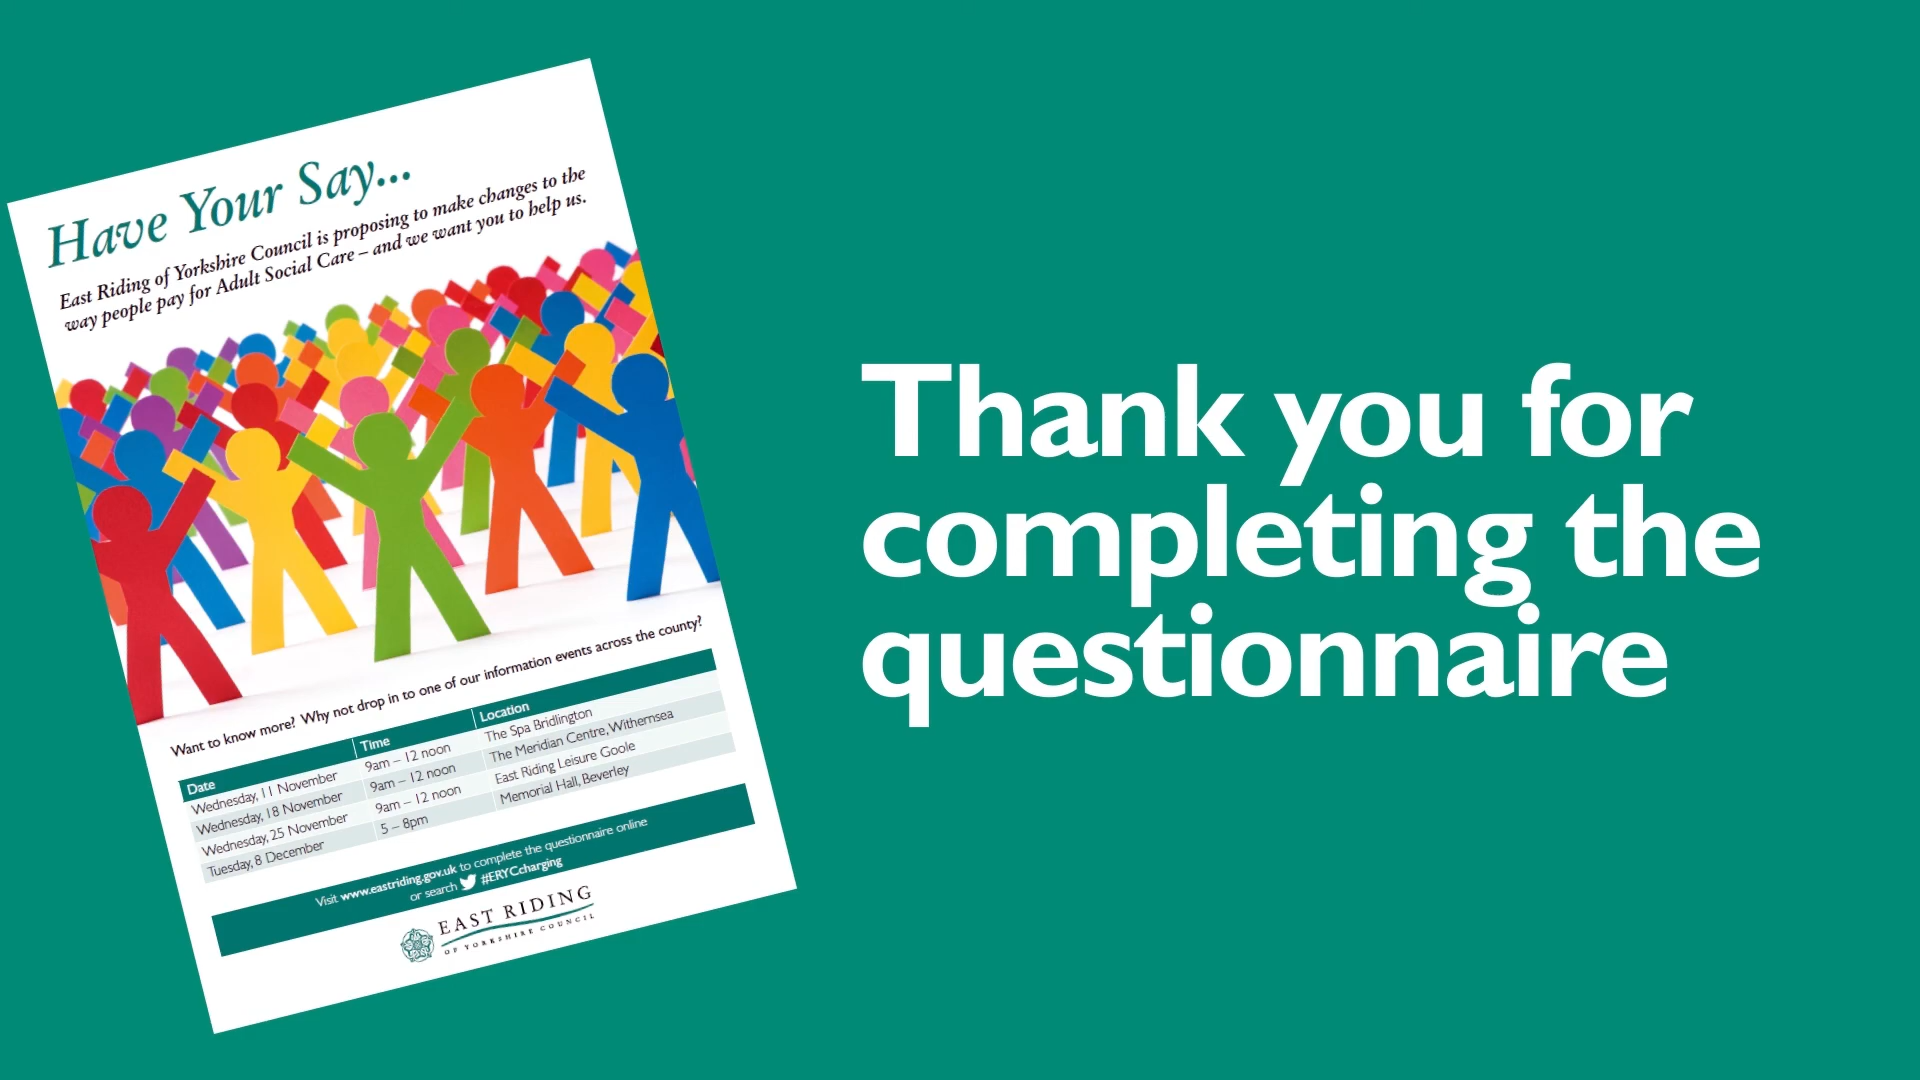 Have Your Say...
East Riding of Yorkshire Council is proposing to make changes to the
way people pay for Adult Social Care – and we want you to help us.
Want to know more? Why not drop in to one of our information events across the county?
Date Time Location
Wednesday, 11 November 9am – 12 noon The Spa Bridlington
Wednesday, 18 November 9am – 12 noon The Meridian Centre, Withernsea
Wednesday, 25 November 9am – 12 noon East Riding Leisure Goole
Tuesday, 8 December 5 – 8pm Memorial Hall, Beverley
Visit www.eastriding.gov.uk to complete the questionnaire online
or search #ERYCcharging
EAST RIDING
OF YORKSHIRE COUNCIL
Thank you for
completing the
questionnaire